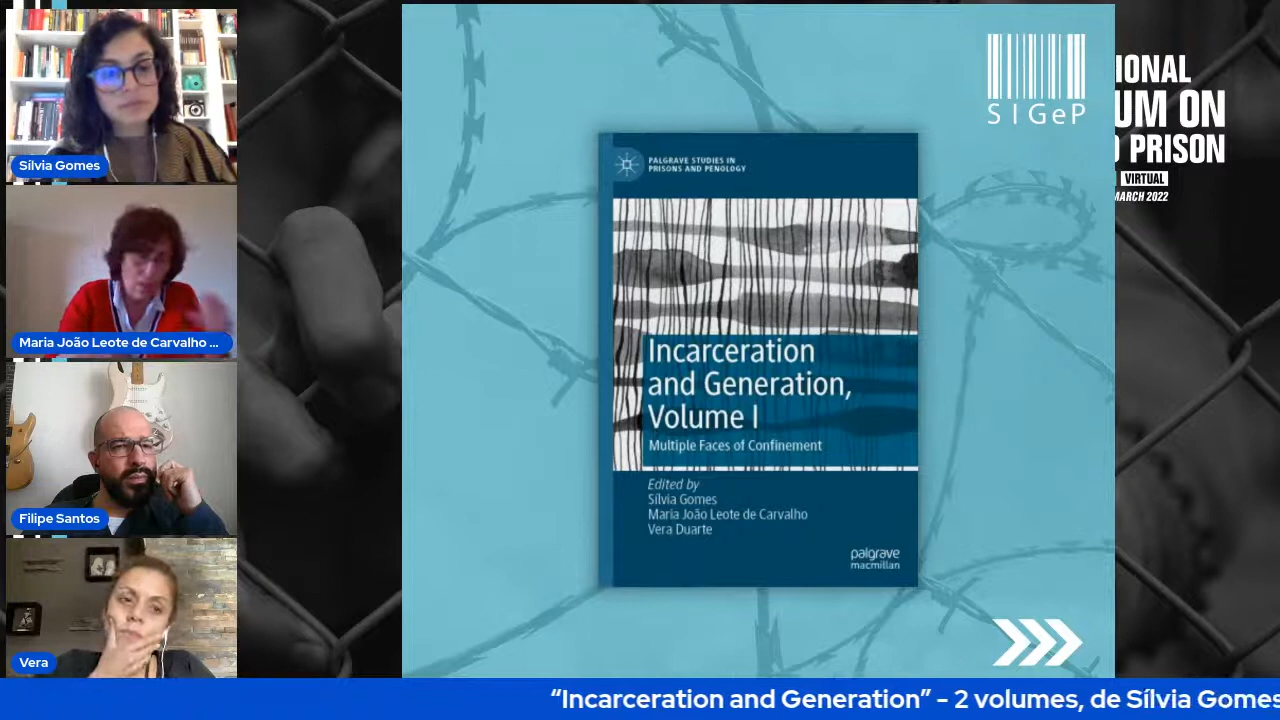 Sílvia Gomes
Maria João Leote de Carvalho ...
Filipe Santos
Vera
SIGeP
PALGRAVE STUDIES IN
PRISONS AND PENOLOGY
Incarceration
and Generation,
Volume I
Multiple Faces of Confinement
Edited by
Sílvia Gomes
Maria João Leote de Carvalho
Vera Duarte
palgrave
macmillan
IONAL
UM ON
PRISON
VIRTUAL
MARCH 2022
“Incarceration and Generation” – 2 volumes, de Sílvia Gomes